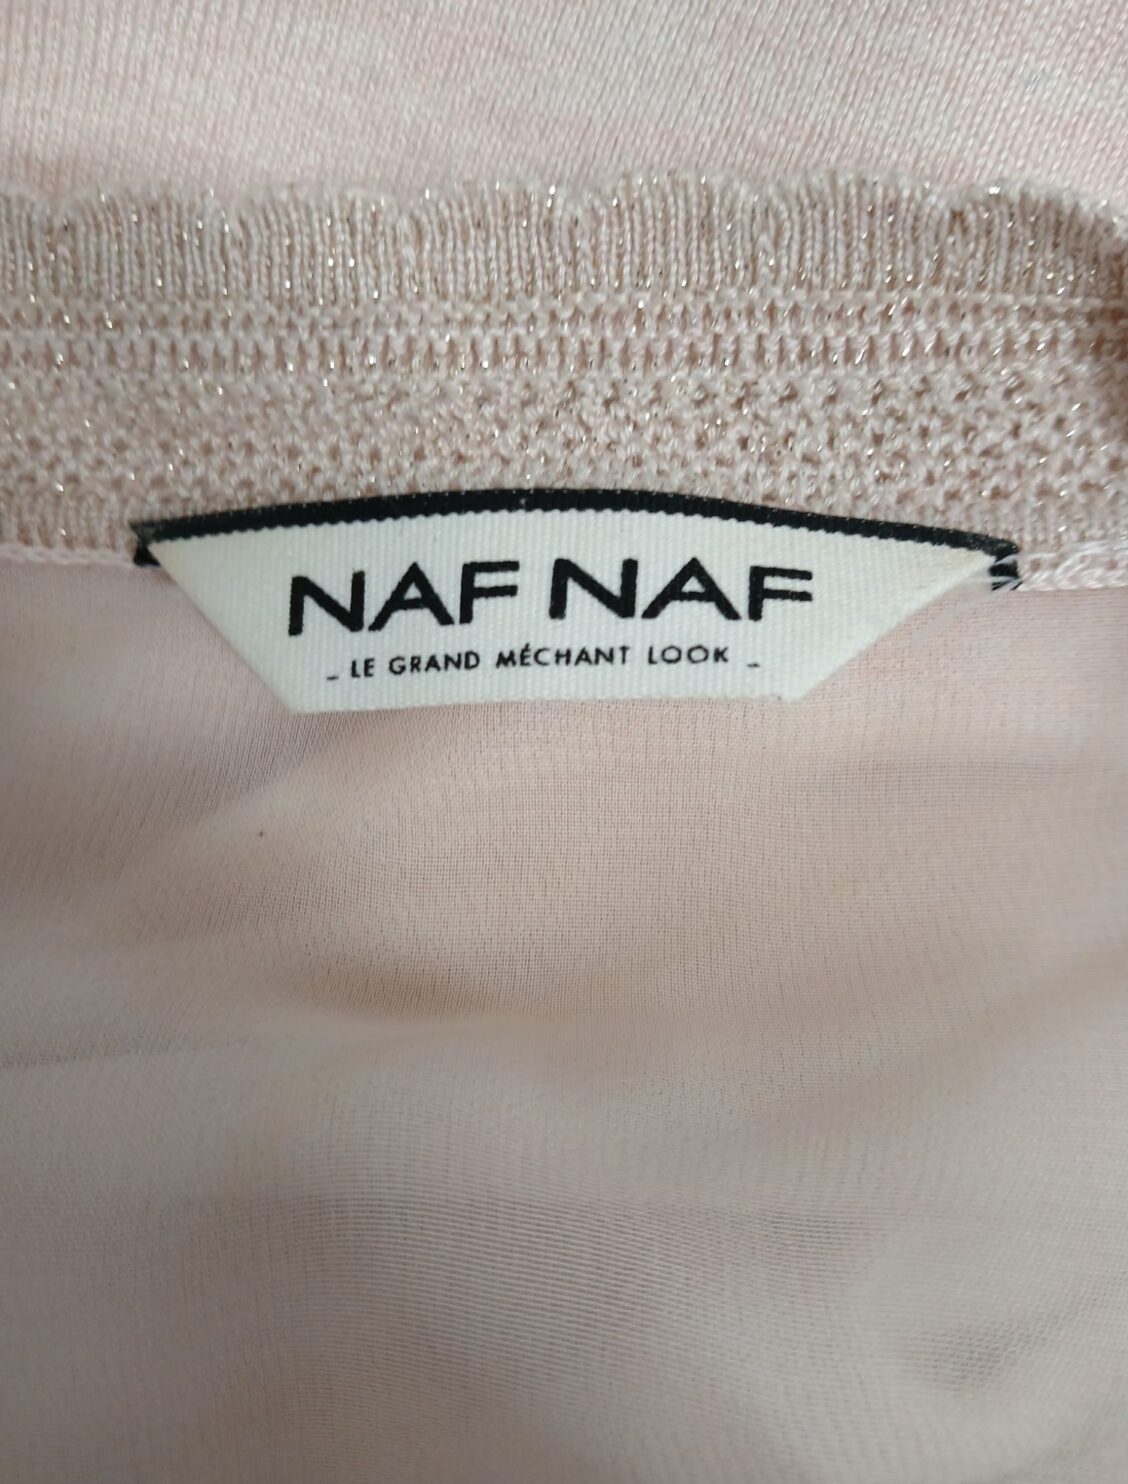 NAF NAF
_ LE GRAND MÉCHANT LOOK _